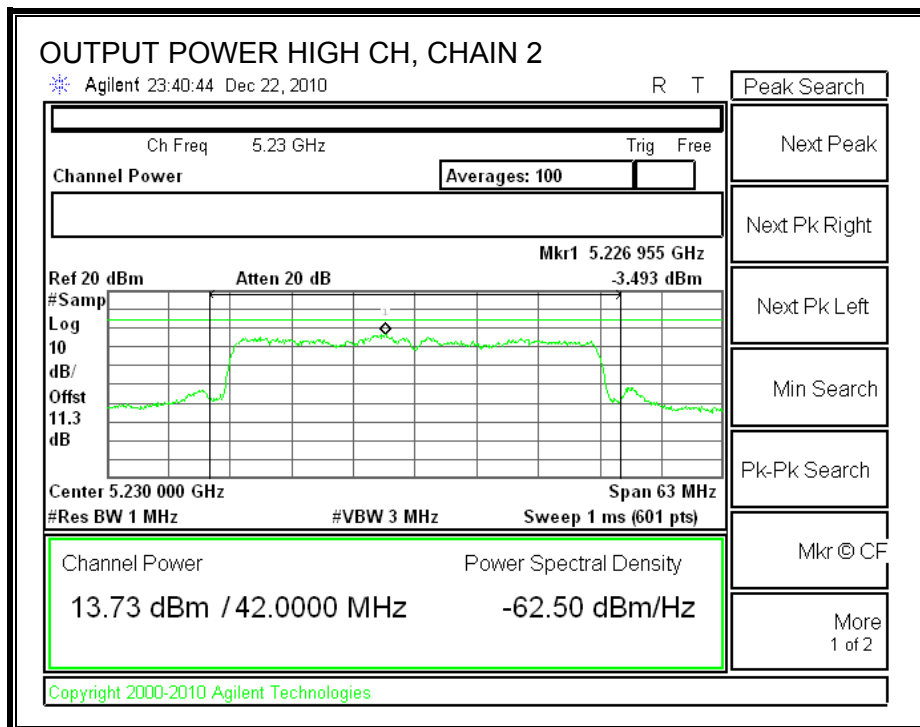 OUTPUT POWER HIGH CH, CHAIN 2
Agilent 23:40:44 Dec 22, 2010 R T
Peak Search
Ch Freq 5.23 GHz Trig Free
Next Peak
Channel Power Averages: 100
Next Pk Right
Mkr1 5.226 955 GHz
Ref 20 dBm Atten 20 dB -3.493 dBm
#Samp
Log
10
dB/
Offst
11.3
dB
1
Next Pk Left
Min Search
Pk-Pk Search
Center 5.230 000 GHz Span 63 MHz
#Res BW 1 MHz #VBW 3 MHz Sweep 1 ms (601 pts)
Mkr © CF
Channel Power Power Spectral Density
13.73 dBm / 42.0000 MHz -62.50 dBm/Hz
More
1 of 2
Copyright 2000-2010 Agilent Technologies